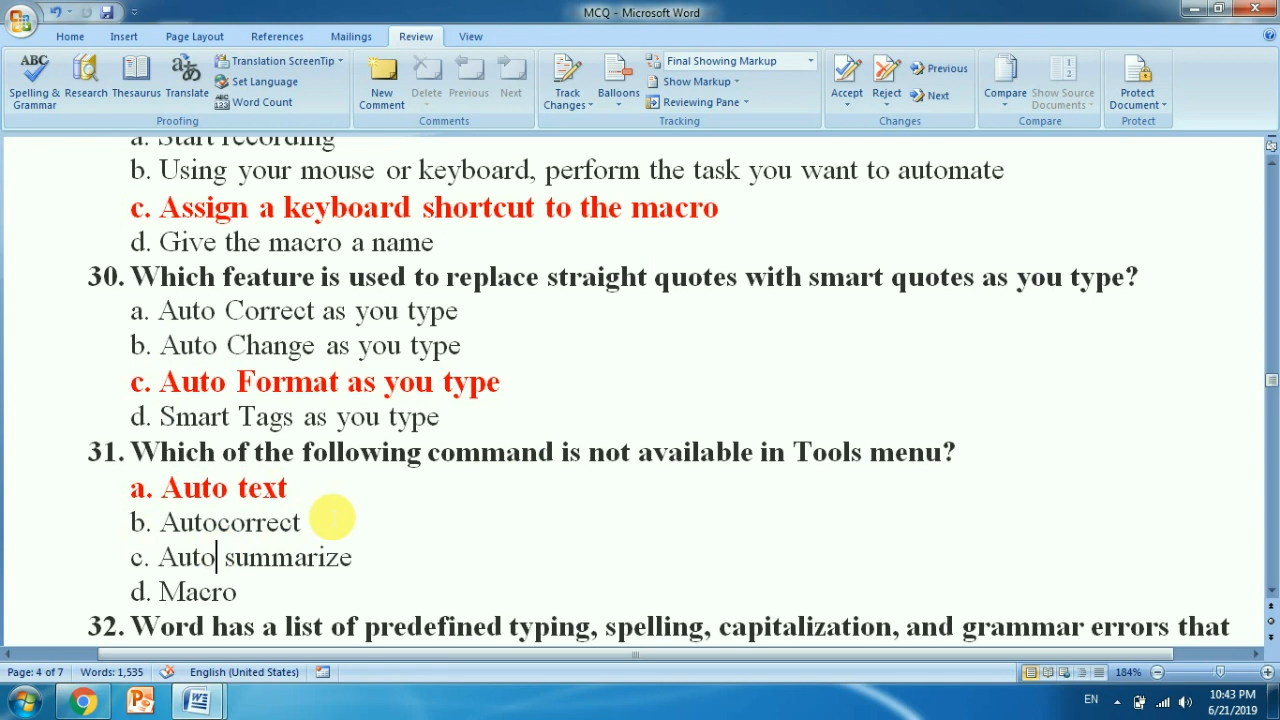 MCQ - Microsoft Word
Home Insert Page Layout References Mailings Review View
ABC Spelling & Grammar
Research
Thesaurus
Translate
Translation ScreenTip
Set Language
Word Count
Proofing
New Comment
Delete
Previous
Next
Comments
Track Changes
Balloons
Final Showing Markup
Show Markup
Reviewing Pane
Tracking
Accept
Reject
Previous
Next
Changes
Compare
Show Source Documents
Compare
Protect Document
Protect
a. Start recording
b. Using your mouse or keyboard, perform the task you want to automate
c. Assign a keyboard shortcut to the macro
d. Give the macro a name
30. Which feature is used to replace straight quotes with smart quotes as you type?
a. Auto Correct as you type
b. Auto Change as you type
c. Auto Format as you type
d. Smart Tags as you type
31. Which of the following command is not available in Tools menu?
a. Auto text
b. Autocorrect
c. Auto summarize
d. Macro
32. Word has a list of predefined typing, spelling, capitalization, and grammar errors that
Page: 4 of 7 Words: 1,535 English (United States) 184%
EN 10:43 PM
6/21/2019